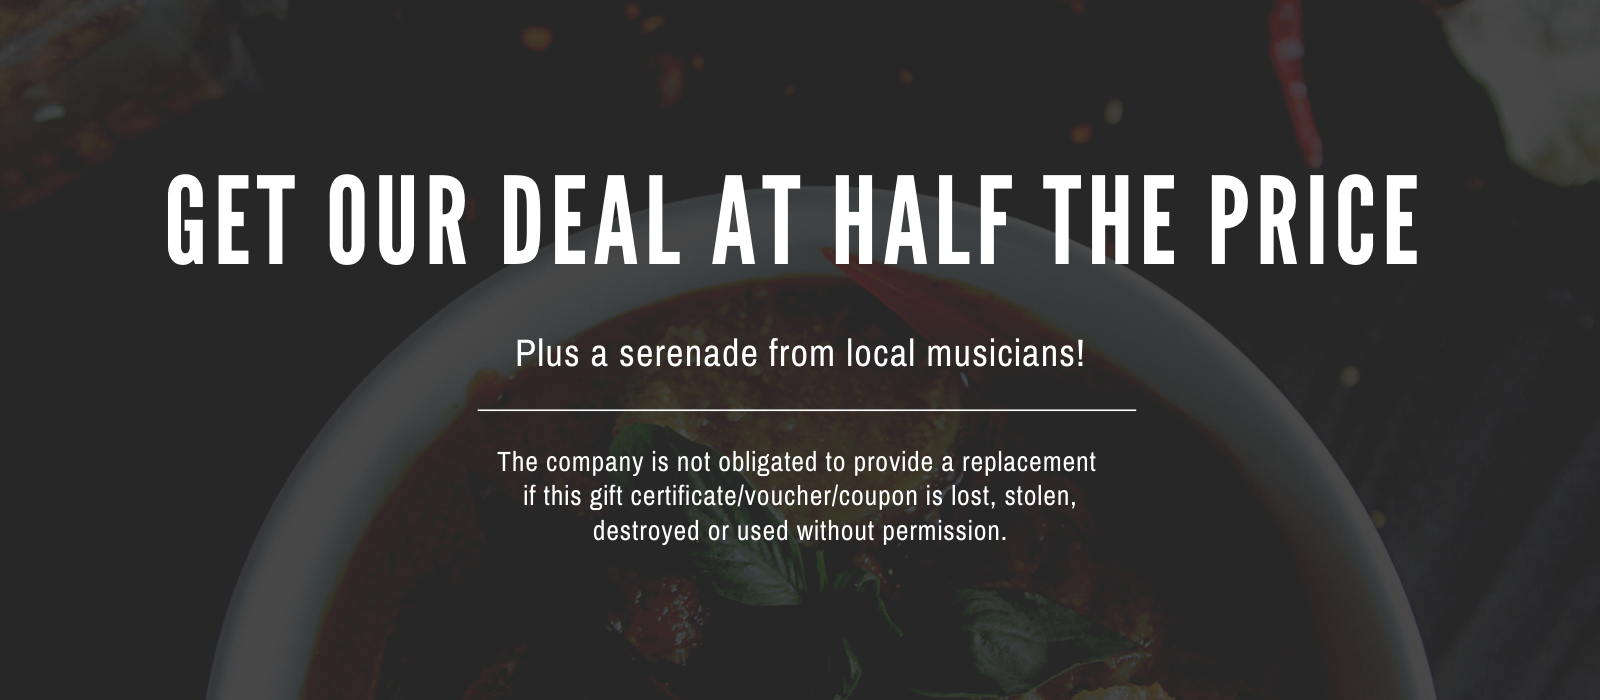 GET OUR DEAL AT HALF THE PRICE
Plus a serenade from local musicians!
The company is not obligated to provide a replacement
if this gift certificate/voucher/coupon is lost, stolen,
destroyed or used without permission.